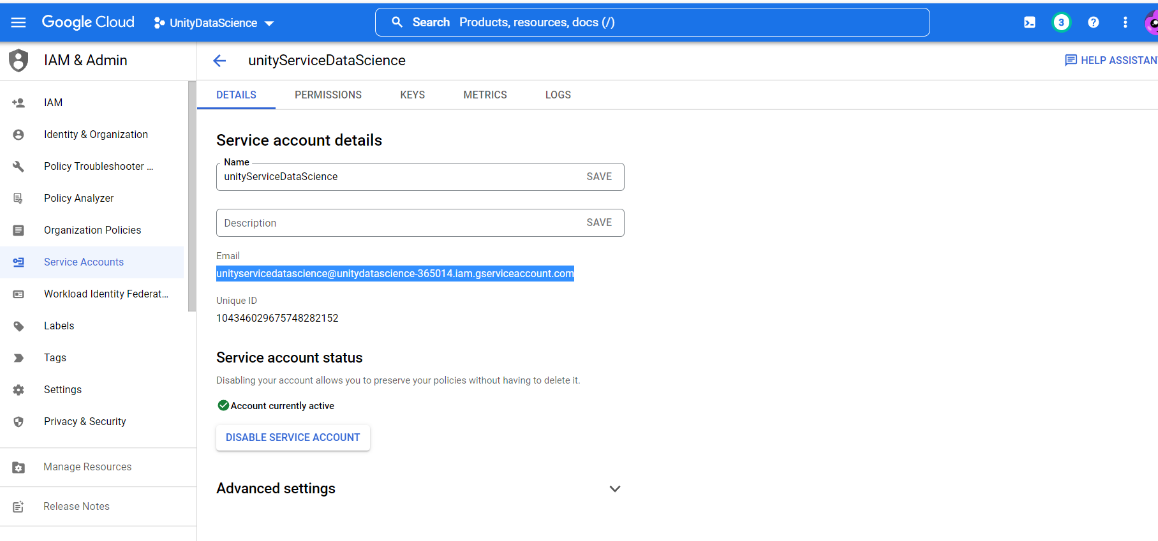 Google Cloud
UnityDataScience
Search Products, resources, docs (/)
3
IAM & Admin
unityServiceDataScience
HELP ASSISTAN
DETAILS PERMISSIONS KEYS METRICS LOGS
IAM
Identity & Organization
Policy Troubleshooter ...
Policy Analyzer
Organization Policies
Service Accounts
Workload Identity Federat...
Labels
Tags
Settings
Privacy & Security
Manage Resources
Release Notes
Service account details
Name
unityServiceDataScience SAVE
Description SAVE
Email
unityservicedatascience@unitydatascience-365014.iam.gserviceaccount.com
Unique ID
104346029675748282152
Service account status
Disabling your account allows you to preserve your policies without having to delete it.
Account currently active
DISABLE SERVICE ACCOUNT
Advanced settings